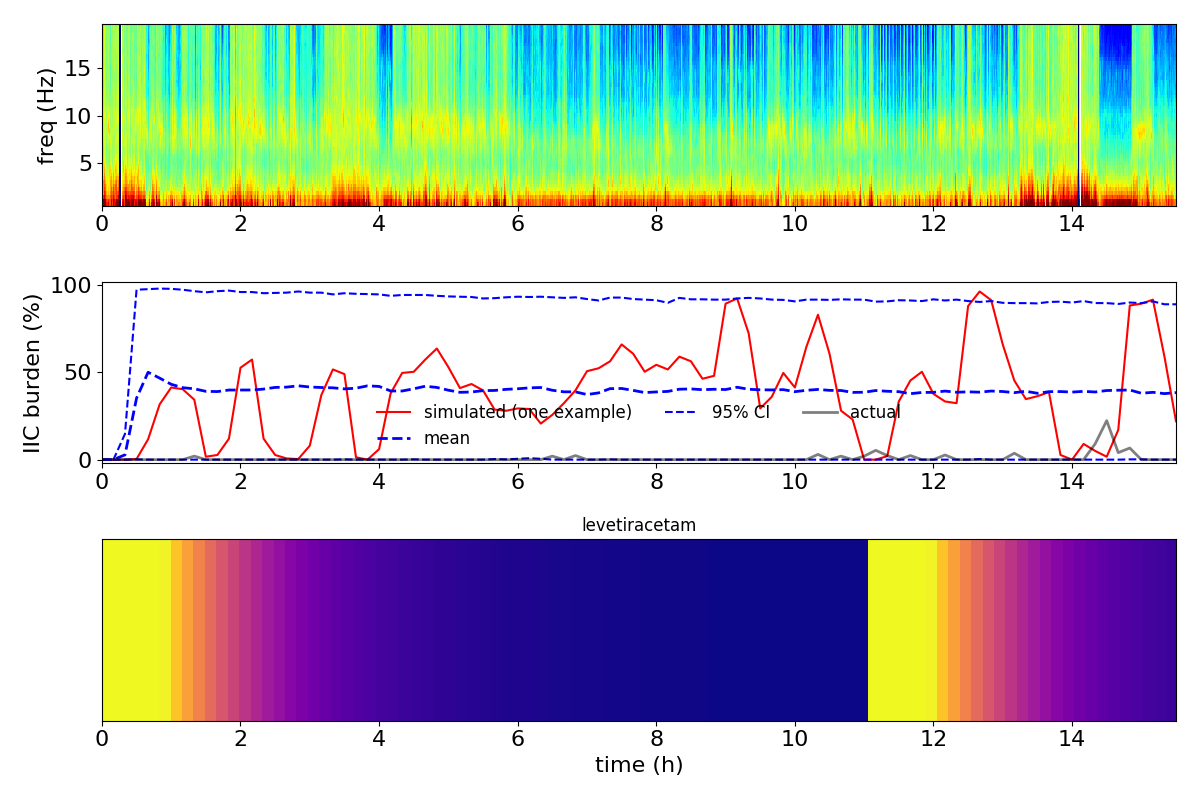 freq (Hz)
15
10
5
0 2 4 6 8 10 12 14
IIC burden (%)
100
50
0
simulated (one example) 95% CI actual
mean
0 2 4 6 8 10 12 14
levetiracetam
0 2 4 6 8 10 12 14
time (h)